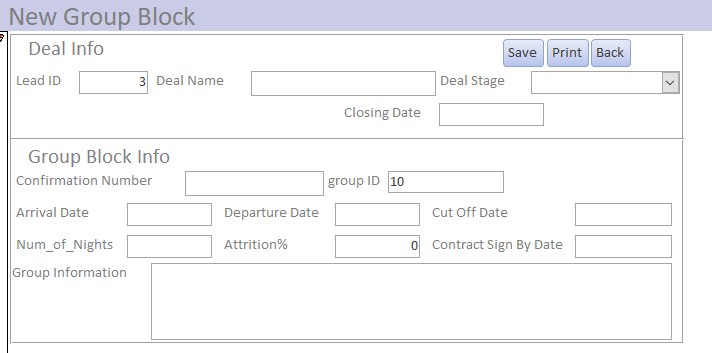 New Group Block
Deal Info
Save Print Back
Lead ID 3 Deal Name Deal Stage
Closing Date
Group Block Info
Confirmation Number group ID 10
Arrival Date Departure Date Cut Off Date
Num_of_Nights Attrition% 0 Contract Sign By Date
Group Information